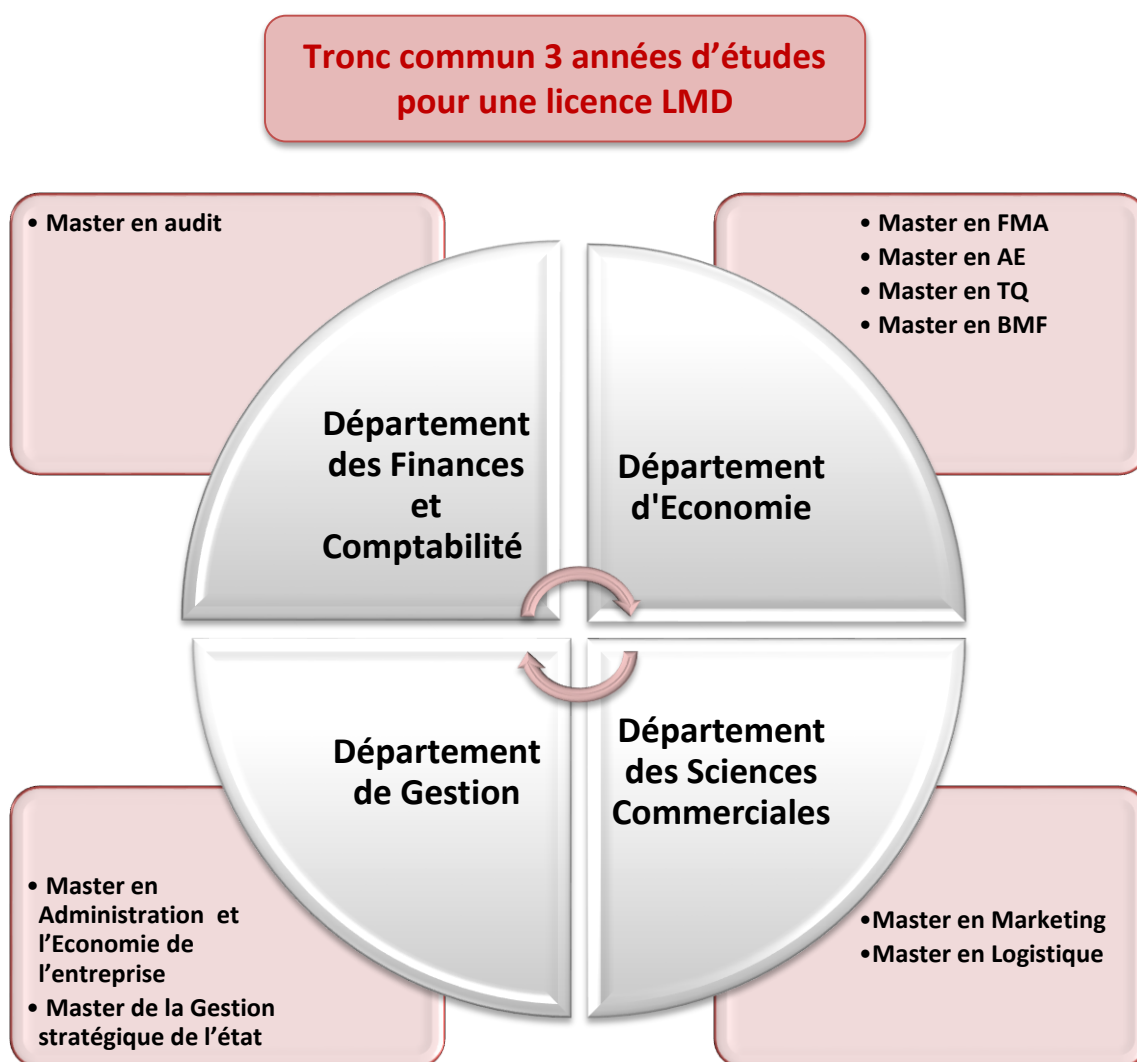 Tronc commun 3 années d’études
pour une licence LMD
• Master en audit
• Master en FMA
• Master en AE
• Master en TQ
• Master en BMF
Département
des Finances
et
Comptabilité
Département
d'Economie
Département
de Gestion
Département
des Sciences
Commerciales
• Master en
Administration et
l’Economie de
l’entreprise
• Master de la Gestion
stratégique de l’état
•Master en Marketing
•Master en Logistique